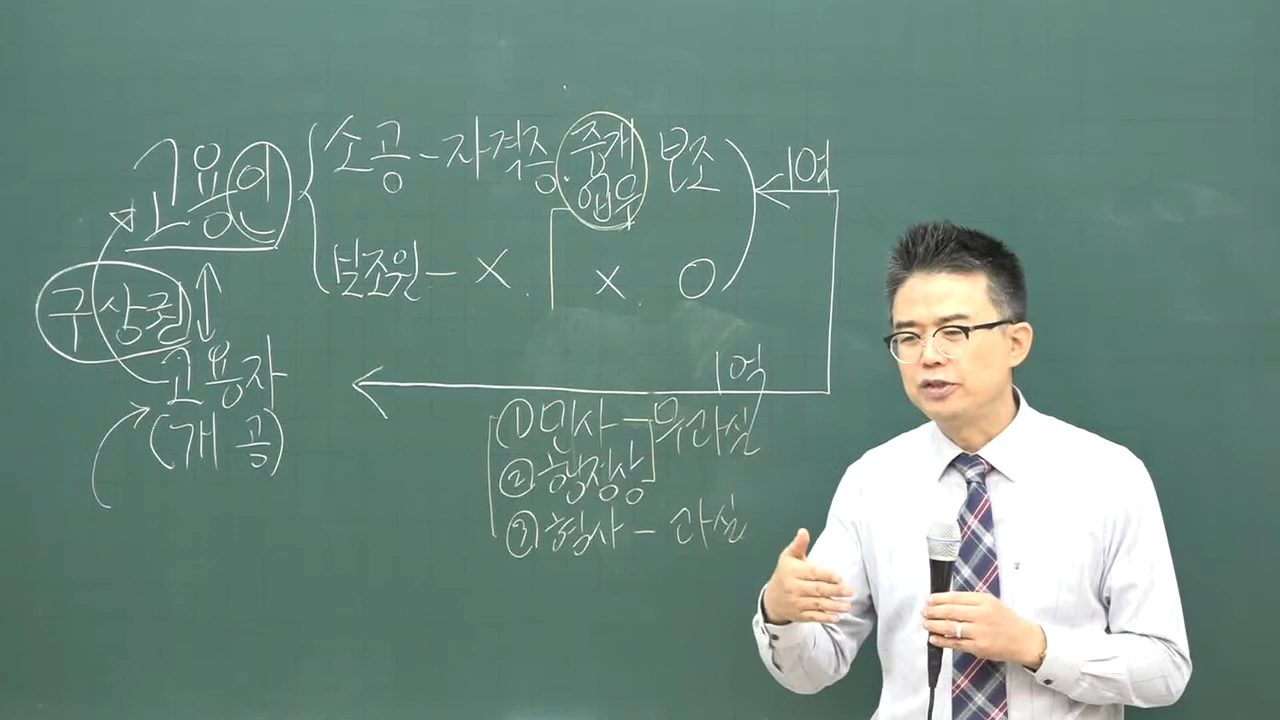 고용인
소공-자격증. 중개 보조 1억
업무
보조원- X. X. O
구상권
고용자
(개공)
1억
①민사 - 무과실
②행정상
③형사 - 과실